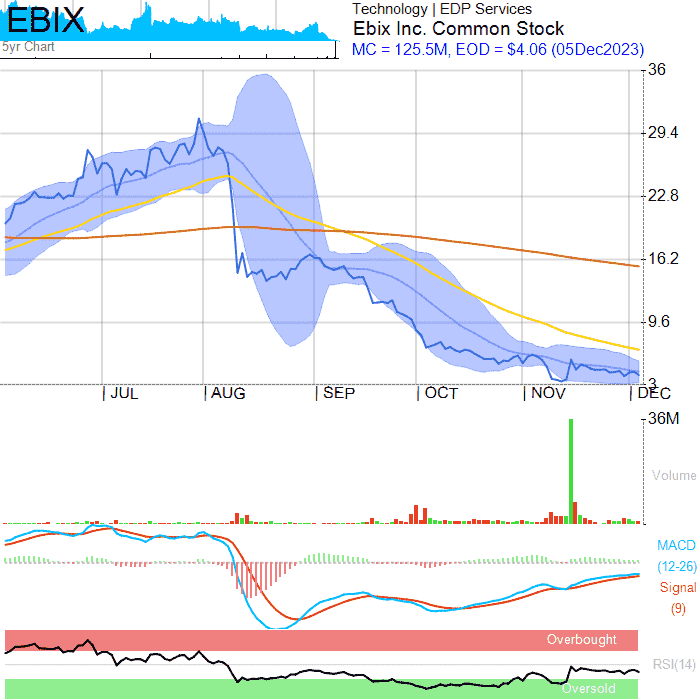 EBIX
5yr Chart
Technology | EDP Services
Ebix Inc. Common Stock
MC = 125.5M, EOD = $4.06 (05Dec2023)
36
29.4
22.8
16.2
9.6
3
JUL AUG SEP OCT NOV DEC
36M
Volume
MACD
(12-26)
Signal
(9)
Overbought
RSI(14)
Oversold